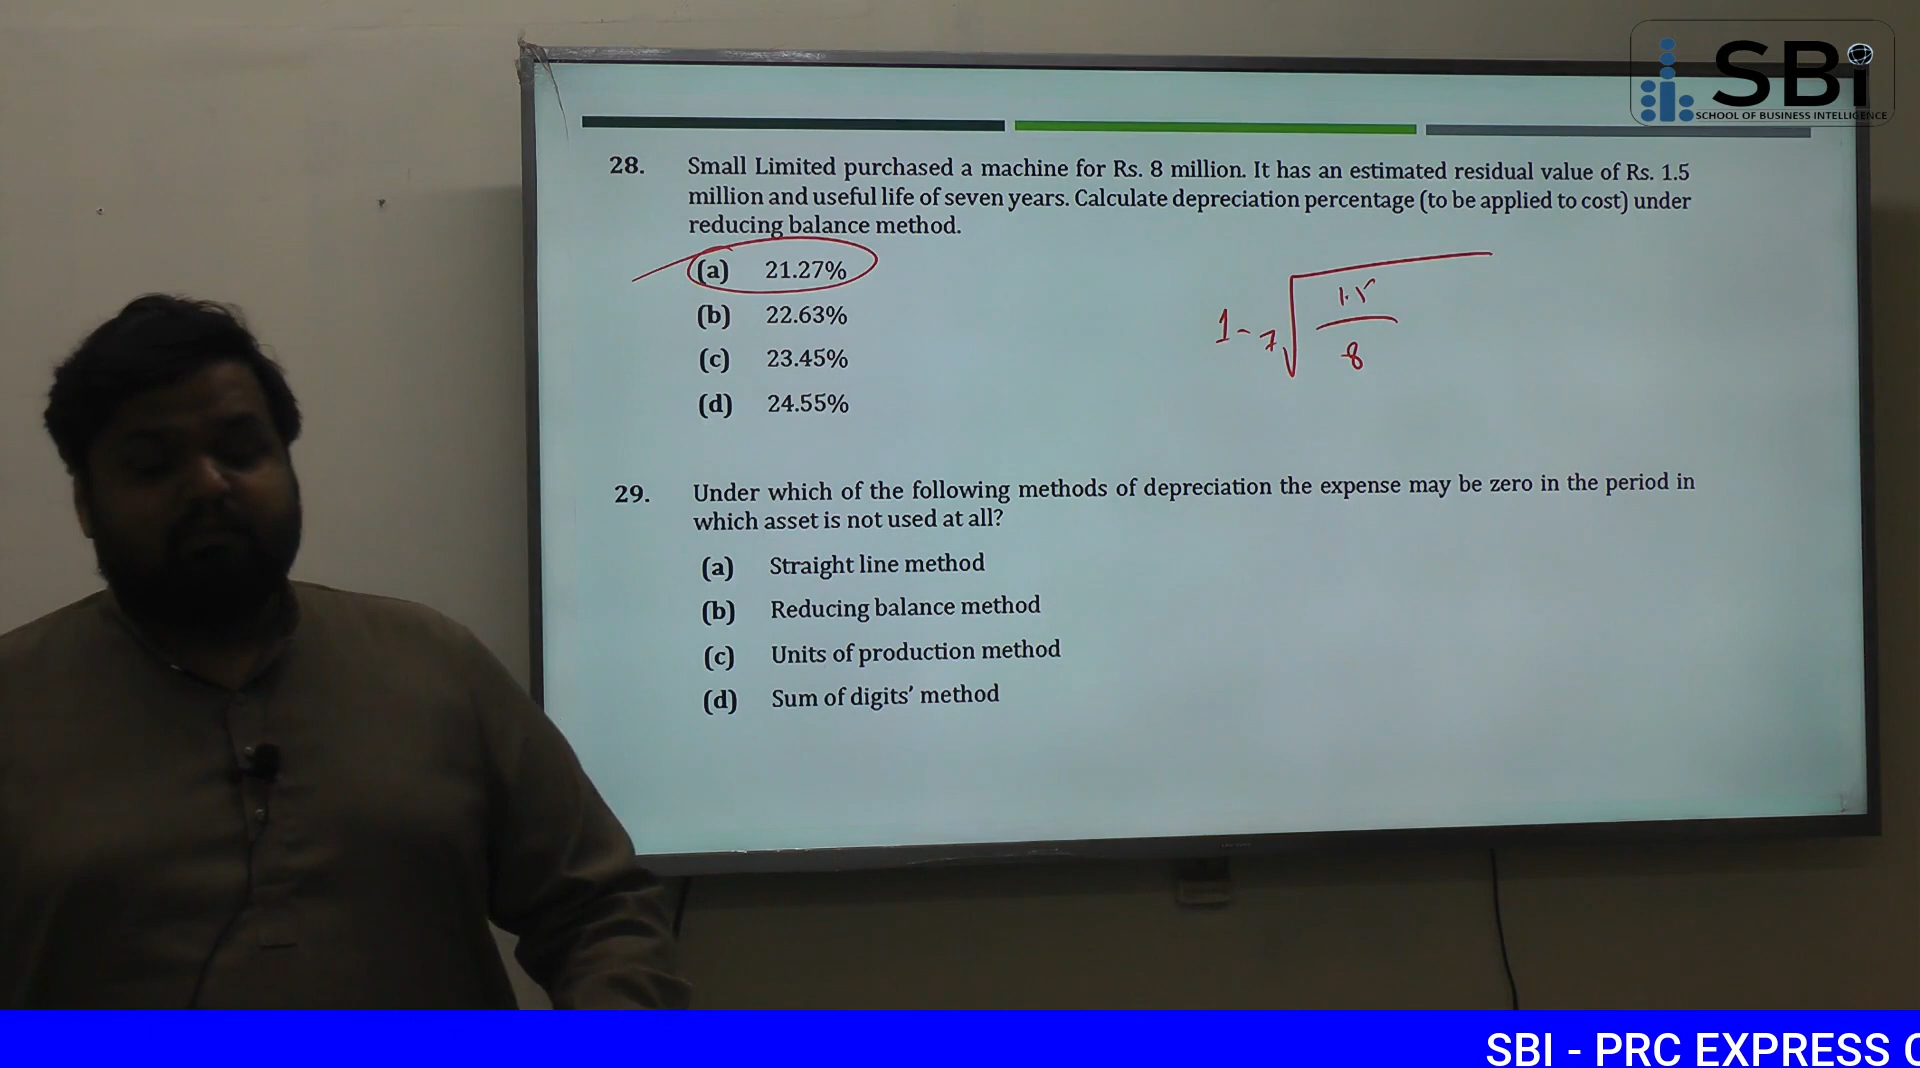 SBi
SCHOOL OF BUSINESS INTELLIGENCE
28. Small Limited purchased a machine for Rs. 8 million. It has an estimated residual value of Rs. 1.5
million and useful life of seven years. Calculate depreciation percentage (to be applied to cost) under
reducing balance method.
(a) 21.27%
(b) 22.63%
(c) 23.45%
(d) 24.55%
1 - 7√
1.5
8
29. Under which of the following methods of depreciation the expense may be zero in the period in
which asset is not used at all?
(a) Straight line method
(b) Reducing balance method
(c) Units of production method
(d) Sum of digits’ method
SBI - PRC EXPRESS